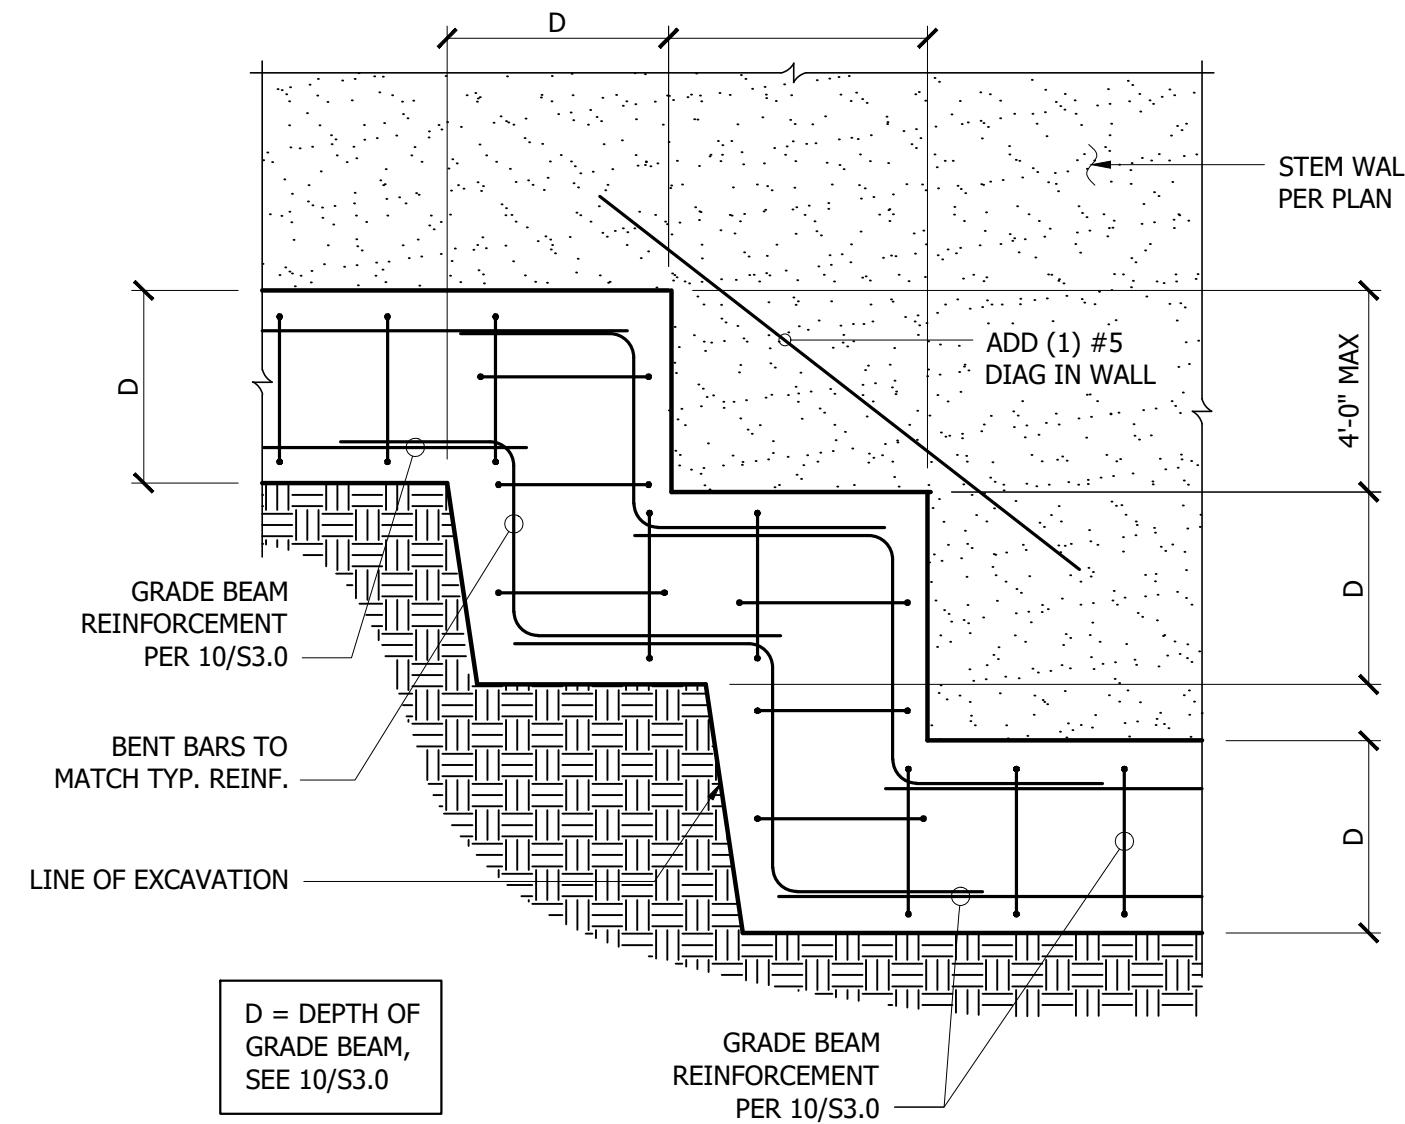 D
STEM WAL
PER PLAN
ADD (1) #5
DIAG IN WALL
4'-0" MAX
D
D
D
GRADE BEAM
REINFORCEMENT
PER 10/S3.0
BENT BARS TO
MATCH TYP. REINF.
LINE OF EXCAVATION
D = DEPTH OF
GRADE BEAM,
SEE 10/S3.0
GRADE BEAM
REINFORCEMENT
PER 10/S3.0